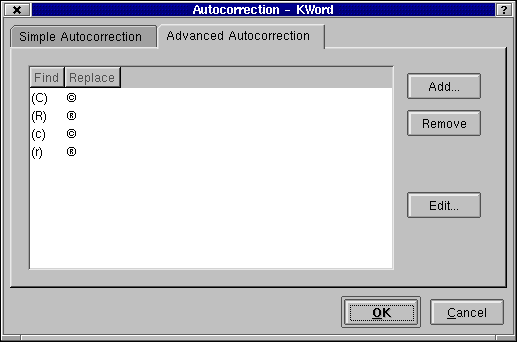 Autocorrection - KWord
Simple Autocorrection Advanced Autocorrection
Find Replace
(C) ©
(R) ®
(c) ©
(r) ®
Add...
Remove
Edit...
OK Cancel